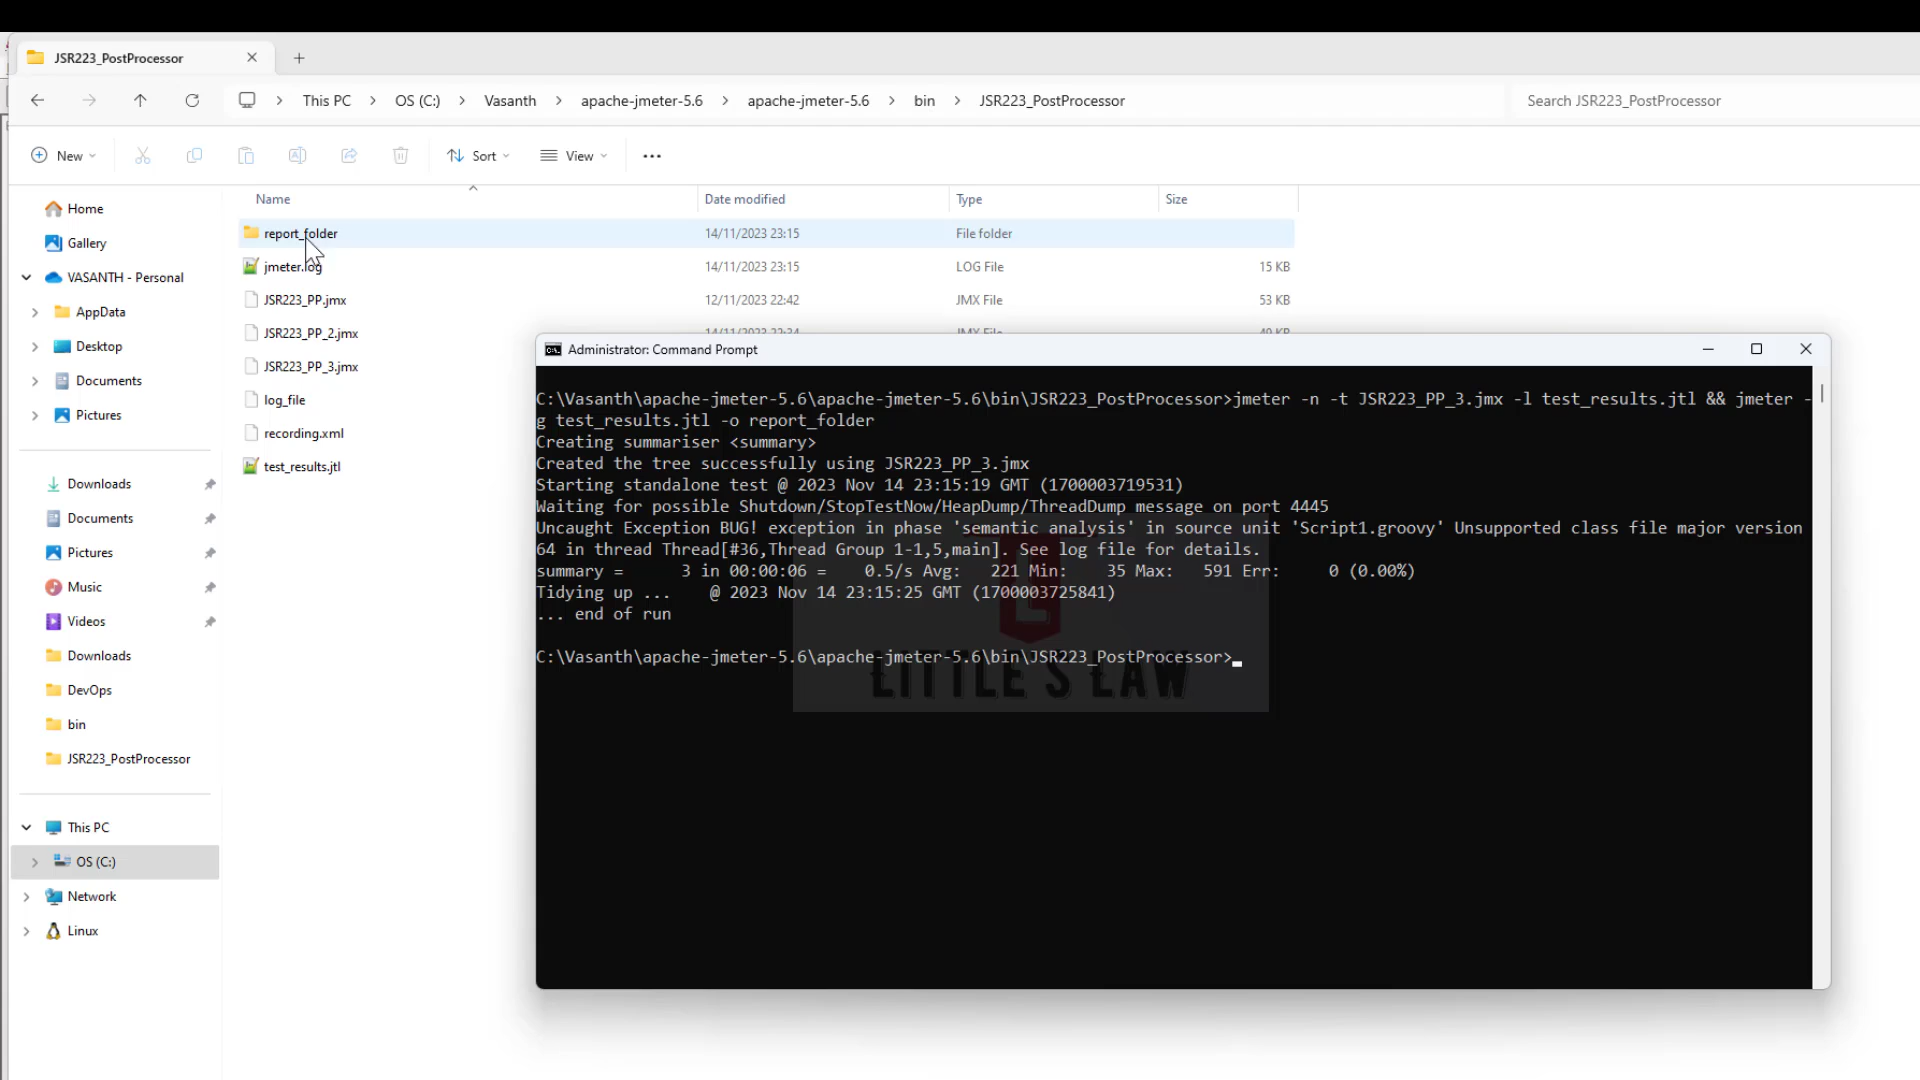 JSR223_PostProcessor
This PC > OS (C:) > Vasanth > apache-jmeter-5.6 > apache-jmeter-5.6 > bin > JSR223_PostProcessor
Search JSR223_PostProcessor
New
Sort
View
Name Date modified Type Size
report_folder 14/11/2023 23:15 File folder
jmeter.log 14/11/2023 23:15 LOG File 15 KB
JSR223_PP.jmx 12/11/2023 22:42 JMX File 53 KB
JSR223_PP_2.jmx
JSR223_PP_3.jmx
log_file
recording.xml
test_results.jtl
Home
Gallery
VASANTH - Personal
AppData
Desktop
Documents
Pictures
Downloads
Documents
Pictures
Music
Videos
Downloads
DevOps
bin
JSR223_PostProcessor
This PC
OS (C:)
Network
Linux
Administrator: Command Prompt
C:\Vasanth\apache-jmeter-5.6\apache-jmeter-5.6\bin\JSR223_PostProcessor>jmeter -n -t JSR223_PP_3.jmx -l test_results.jtl && jmeter -
g test_results.jtl -o report_folder
Creating summariser <summary>
Created the tree successfully using JSR223_PP_3.jmx
Starting standalone test @ 2023 Nov 14 23:15:19 GMT (1700003719531)
Waiting for possible Shutdown/StopTestNow/HeapDump/ThreadDump message on port 4445
Uncaught Exception BUG! exception in phase 'semantic analysis' in source unit 'Script1.groovy' Unsupported class file major version
64 in thread Thread[#36,Thread Group 1-1,5,main]. See log file for details.
summary = 3 in 00:00:06 = 0.5/s Avg: 221 Min: 35 Max: 591 Err: 0 (0.00%)
Tidying up ... @ 2023 Nov 14 23:15:25 GMT (1700003725841)
... end of run
C:\Vasanth\apache-jmeter-5.6\apache-jmeter-5.6\bin\JSR223_PostProcessor>
LITTLE'S LAW